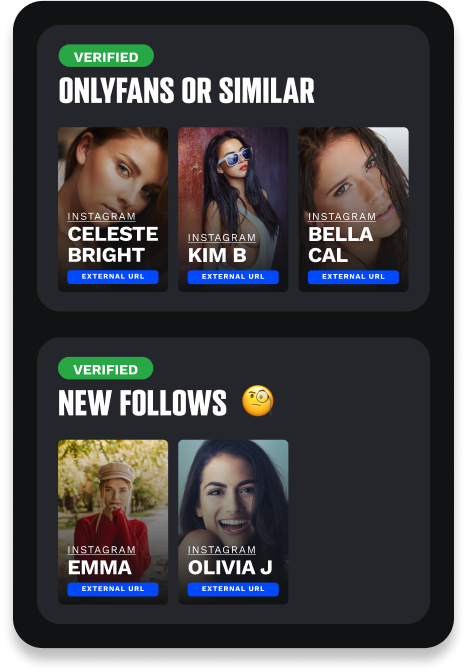 VERIFIED
ONLYFANS OR SIMILAR
INSTAGRAM
CELESTE
BRIGHT
EXTERNAL URL
INSTAGRAM
KIM B
EXTERNAL URL
INSTAGRAM
BELLA
CAL
EXTERNAL URL
VERIFIED
NEW FOLLOWS 🧐
INSTAGRAM
EMMA
EXTERNAL URL
INSTAGRAM
OLIVIA J
EXTERNAL URL